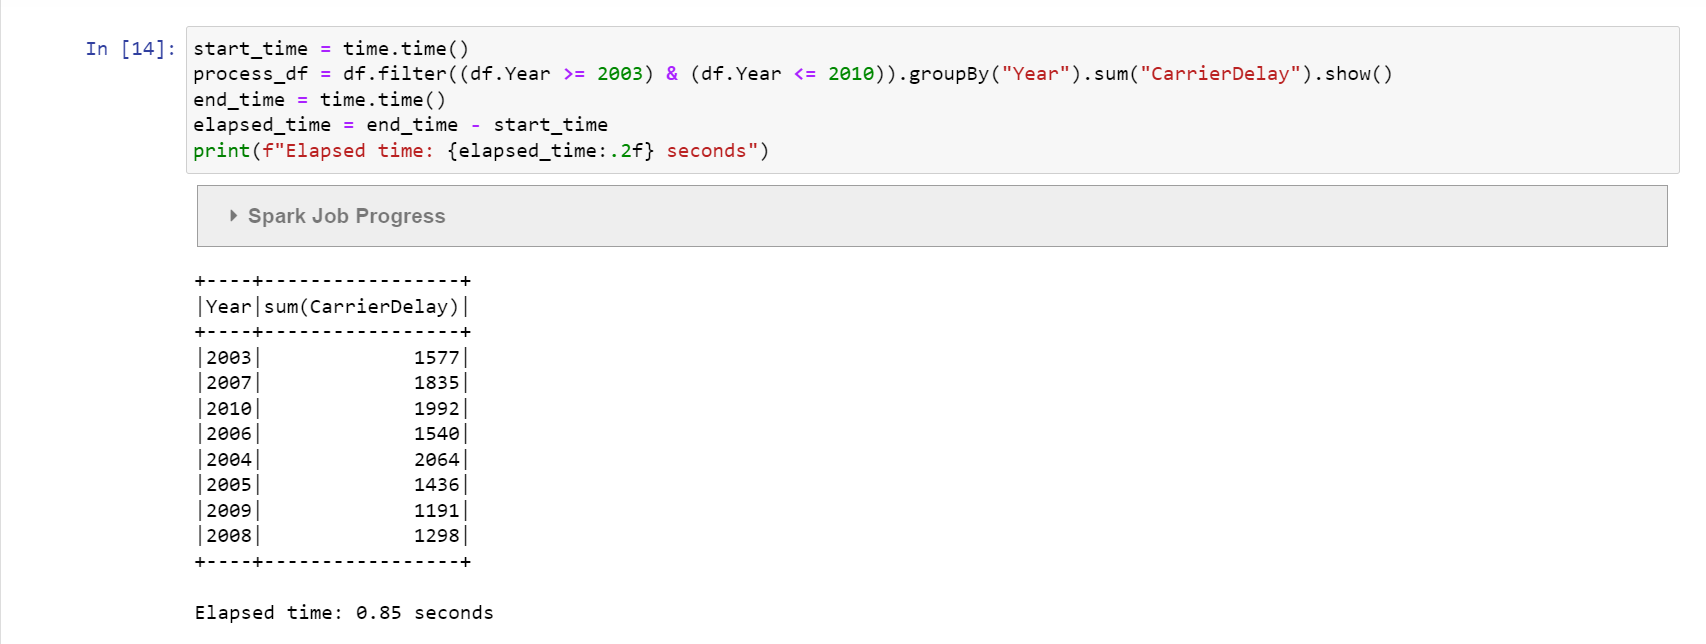 In [14]:
start_time = time.time()
process_df = df.filter((df.Year >= 2003) & (df.Year <= 2010)).groupBy("Year").sum("CarrierDelay").show()
end_time = time.time()
elapsed_time = end_time - start_time
print(f"Elapsed time: {elapsed_time:.2f} seconds")
Spark Job Progress
+----+-----------------+
|Year|sum(CarrierDelay)|
+----+-----------------+
|2003|             1577|
|2007|             1835|
|2010|             1992|
|2006|             1540|
|2004|             2064|
|2005|             1436|
|2009|             1191|
|2008|             1298|
+----+-----------------+
Elapsed time: 0.85 seconds